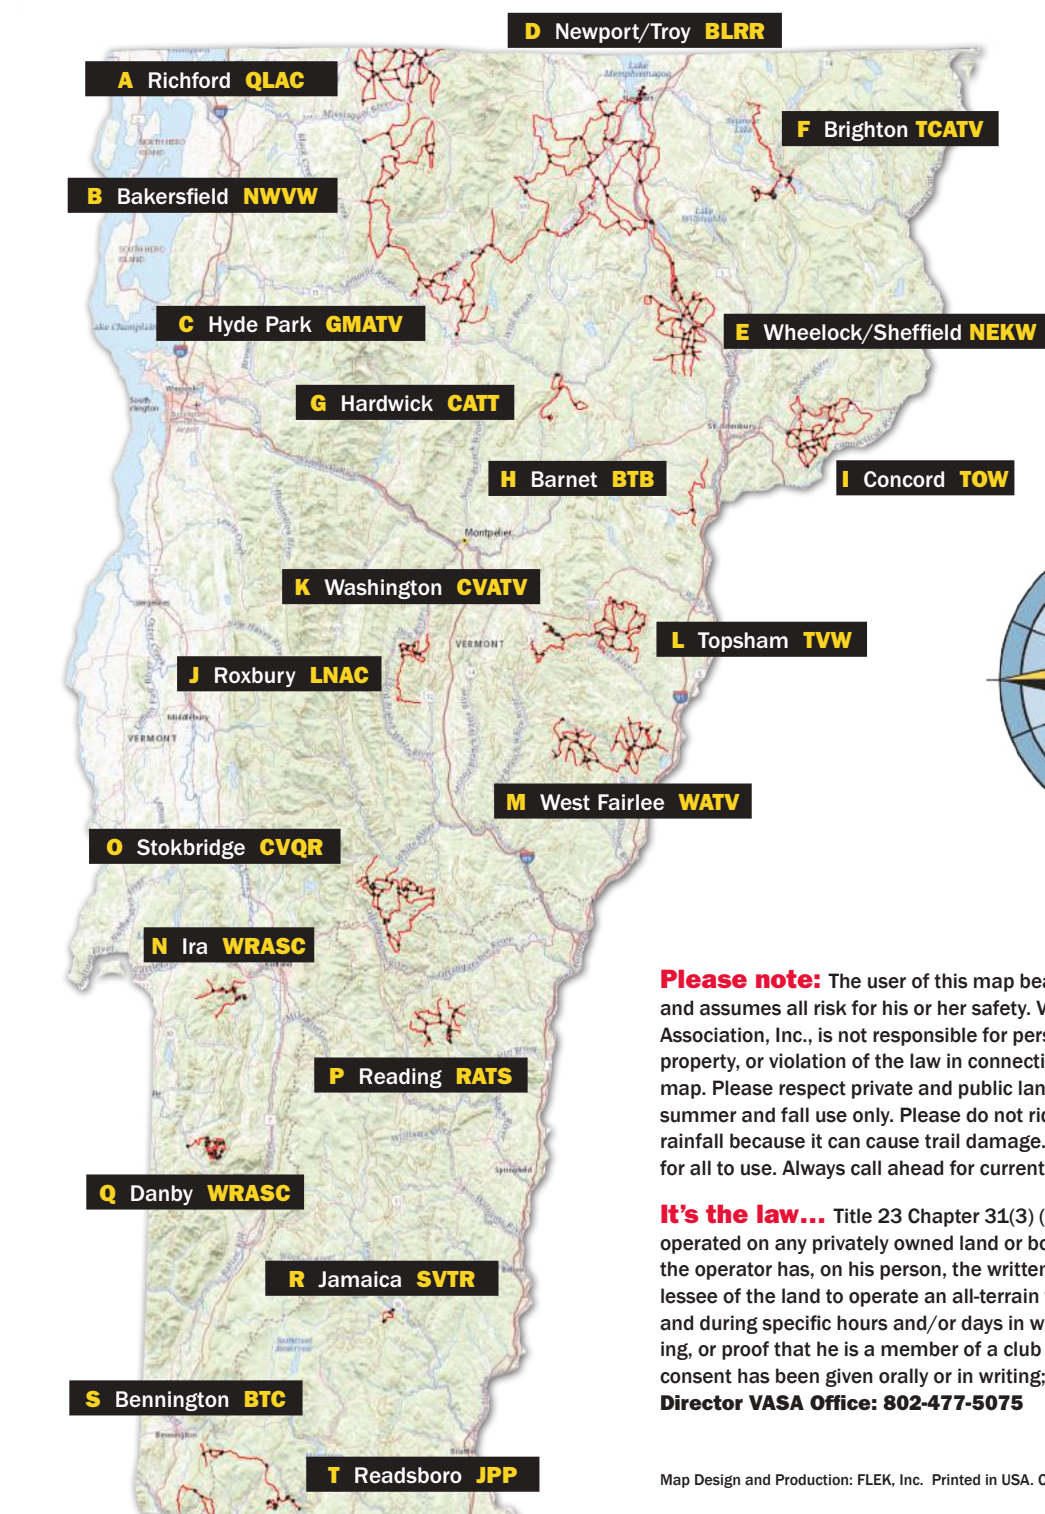 D Newport/Troy BLRR
A Richford QLAC
F Brighton TCATV
B Bakersfield NWVW
C Hyde Park GMATV
E Wheelock/Sheffield NEKW
G Hardwick CATT
H Barnet BTB
I Concord TOW
Montpelier
K Washington CVATV
L Topsham TVW
VERMONT
J Roxbury LNAC
Middlebury
VERMONT
M West Fairlee WATV
O Stokbridge CVQR
N Ira WRASC
P Reading RATS
Q Danby WRASC
R Jamaica SVTR
S Bennington BTC
Bennington
T Readsboro JPP
Please note: The user of this map bea
and assumes all risk for his or her safety. V
Association, Inc., is not responsible for pers
property, or violation of the law in connecti
map. Please respect private and public lan
summer and fall use only. Please do not ri
rainfall because it can cause trail damage.
for all to use. Always call ahead for current
It's the law... Title 23 Chapter 31(3) (
operated on any privately owned land or bo
the operator has, on his person, the written
lessee of the land to operate an all-terrain
and during specific hours and/or days in w
ing, or proof that he is a member of a club
consent has been given orally or in writing;
Director VASA Office: 802-477-5075
Map Design and Production: FLEK, Inc. Printed in USA.